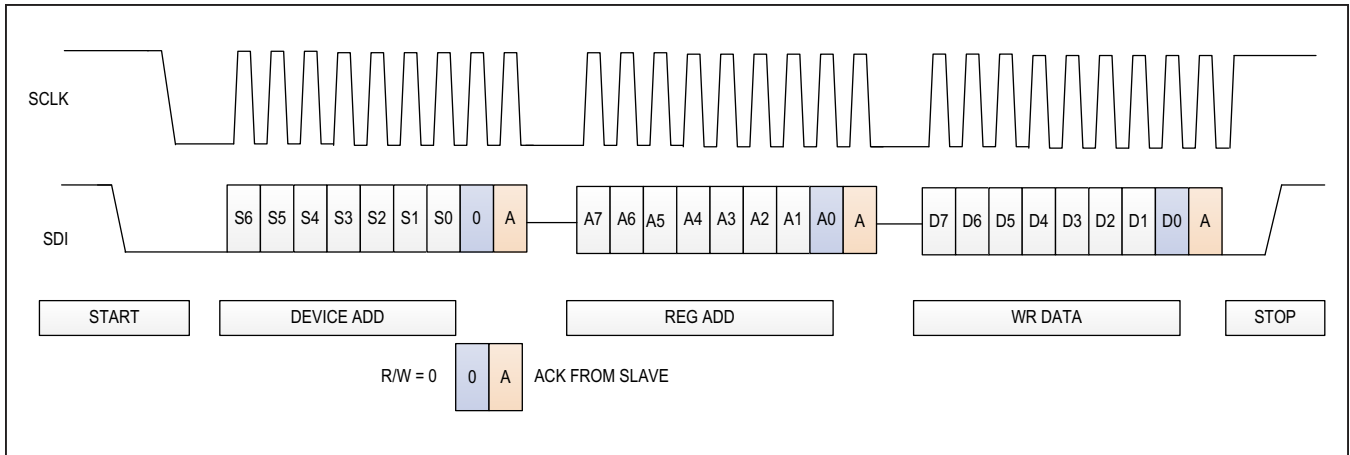 SCLK
SDI S6 S5 S4 S3 S2 S1 S0 0 A A7 A6 A5 A4 A3 A2 A1 A0 A D7 D6 D5 D4 D3 D2 D1 D0 A
START DEVICE ADD REG ADD WR DATA STOP
R/W = 0 0 A ACK FROM SLAVE